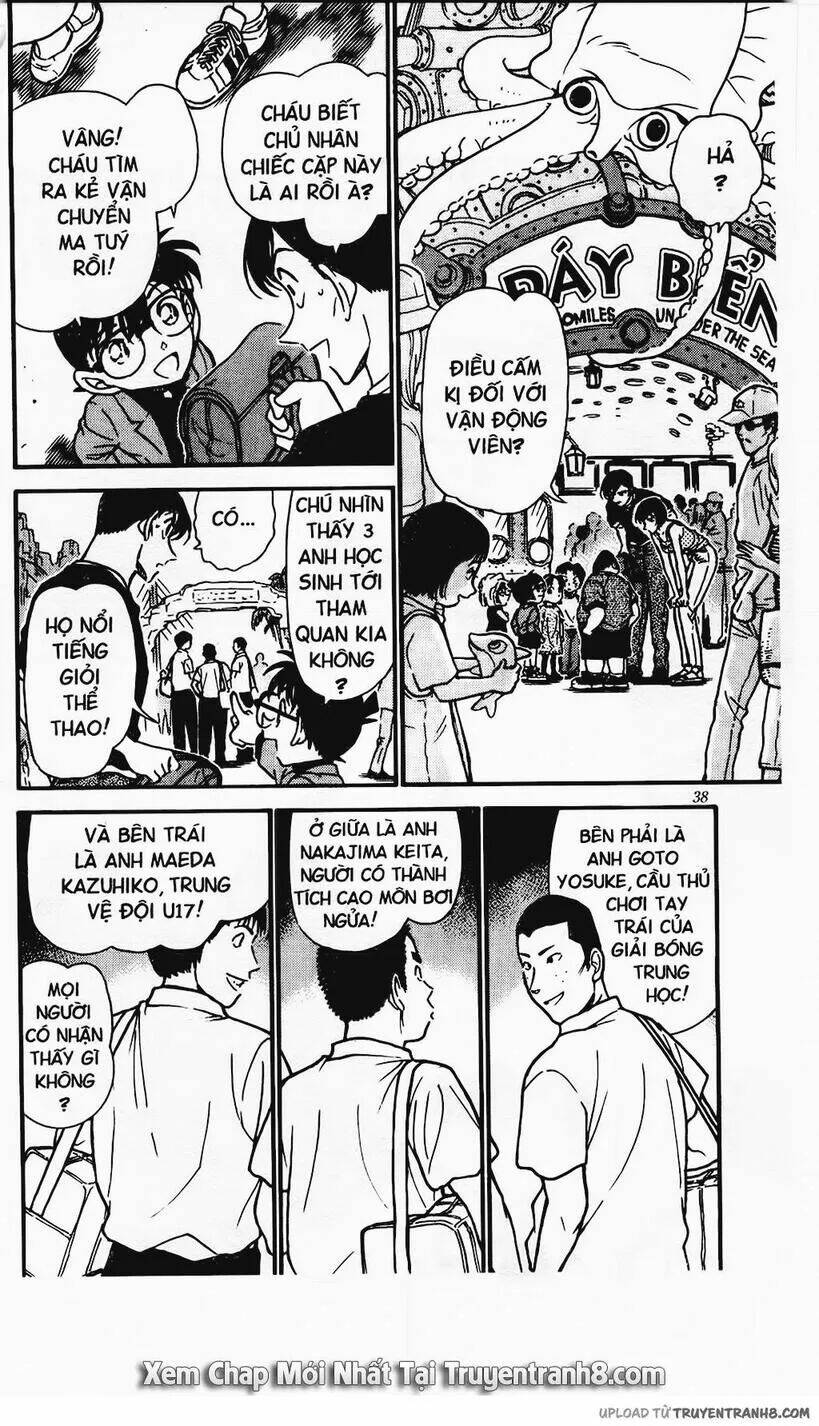 HẢ
?
ĐÁY BIỂN
UNDER THE SEA
ĐIỀU CẤM
KỊ ĐỐI VỚI
VẬN ĐỘNG
VIÊN?
CHÁU BIẾT
CHỦ NHÂN
CHIẾC CẶP NÀY
LÀ AI RỒI À?
VÂNG!
CHÁU TÌM
RA KẺ VẬN
CHUYỂN
MA TUÝ
RỒI!
CHÚ NHÌN
THẤY 3
ANH HỌC
SINH TỚI
THAM
QUAN KIA
KHÔNG
?
CÓ...
HỌ NỔI
TIẾNG
GIỎI
THỂ
THAO!
38
BÊN PHẢI LÀ
ANH GOTO
YOSUKE, CẦU THỦ
CHƠI TAY
TRÁI CỦA
GIẢI BÓNG
TRUNG
HỌC!
Ở GIỮA LÀ ANH
NAKAJIMA KEITA,
NGƯỜI CÓ THÀNH
TÍCH CAO MÔN BƠI
NGỬA!
VÀ BÊN TRÁI
LÀ ANH MAEDA
KAZUHIKO, TRUNG
VỆ ĐỘI U17!
MỌI
NGƯỜI
CÓ NHẬN
THẤY GÌ
KHÔNG
?
Xem Chap Mới Nhất Tại Truyentranh8.com
UPLOAD TỪ TRUYENTRANH8.COM